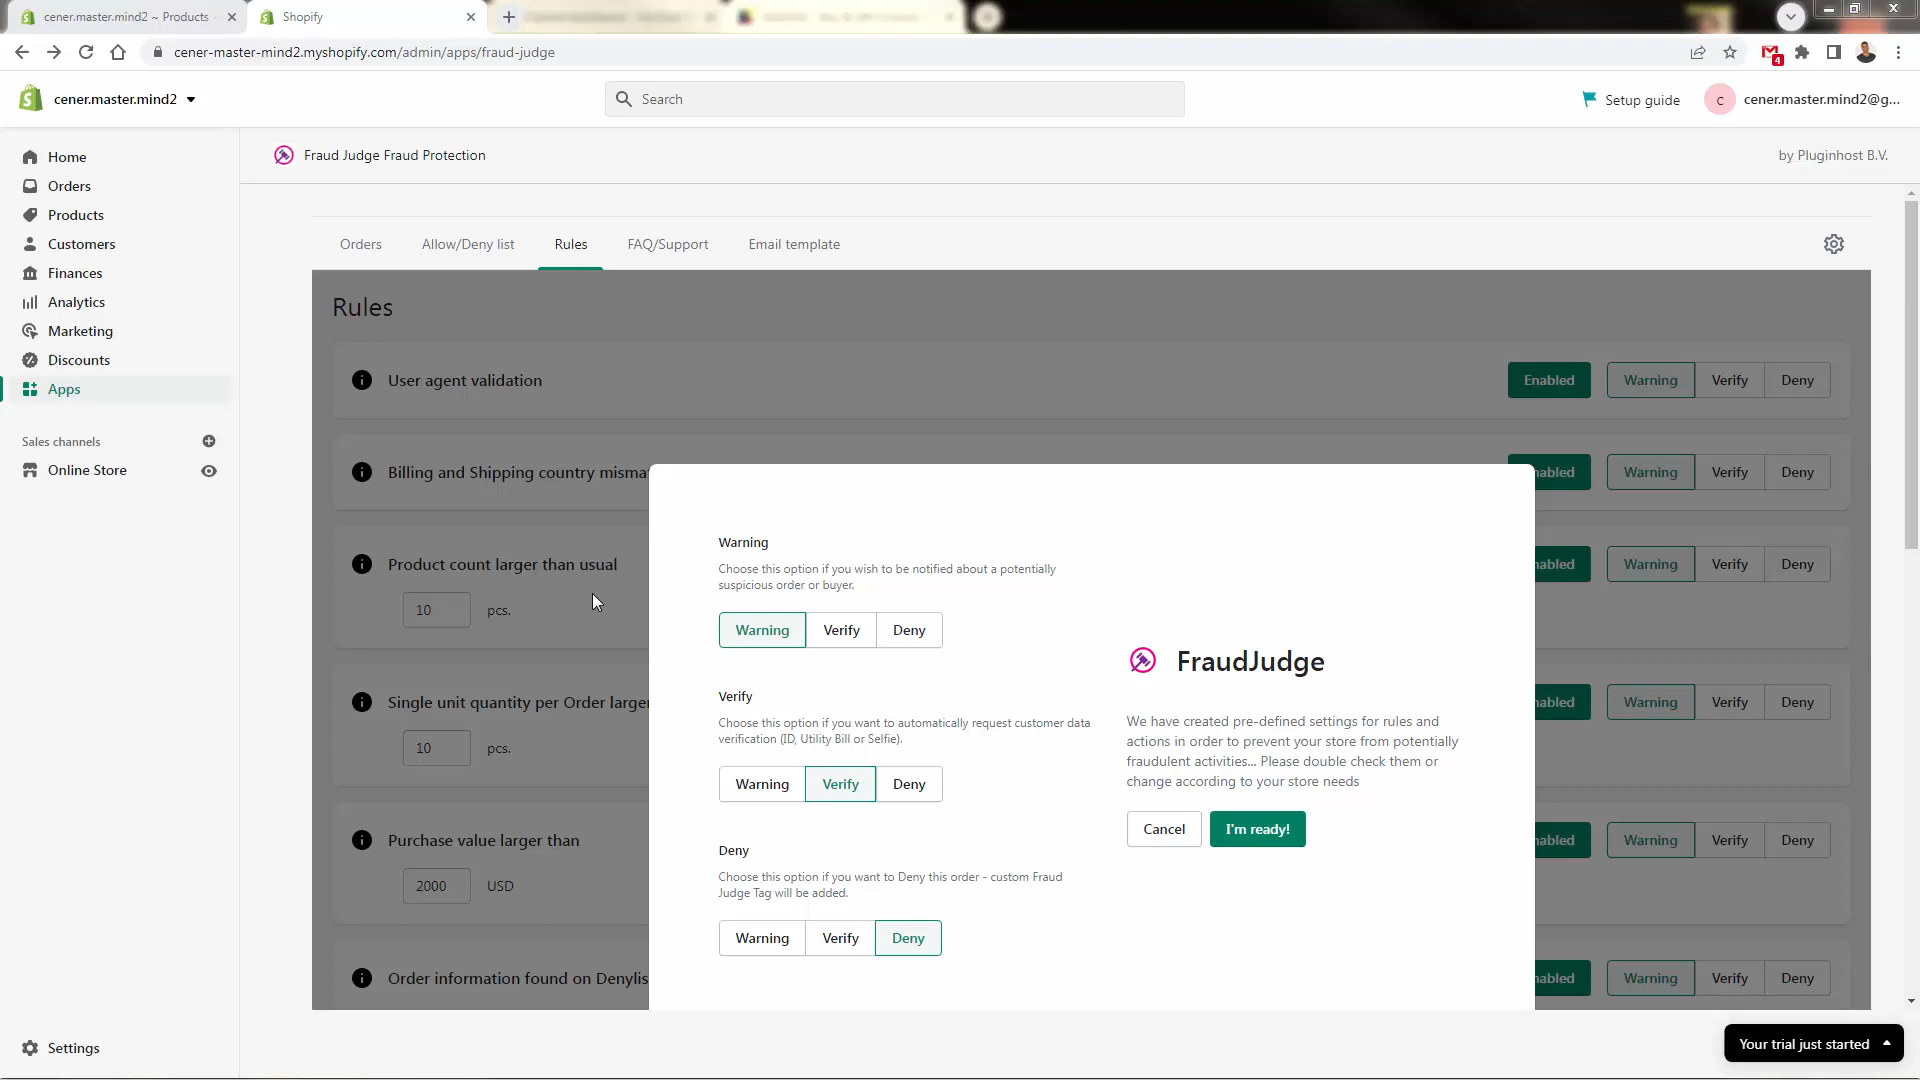 cener.master.mind2 ~ Products
Shopify
cener-master-mind2.myshopify.com/admin/apps/fraud-judge
4
cener.master.mind2
Search
Setup guide
c
cener.master.mind2@g...
Home
Orders
Products
Customers
Finances
Analytics
Marketing
Discounts
Apps
Sales channels
Online Store
Settings
Fraud Judge Fraud Protection
by Pluginhost B.V.
Orders
Allow/Deny list
Rules
FAQ/Support
Email template
Rules
User agent validation
Enabled
Warning
Verify
Deny
Billing and Shipping country misma
nabled
Warning
Verify
Deny
Product count larger than usual
10
pcs.
nabled
Warning
Verify
Deny
Single unit quantity per Order larger
10
pcs.
nabled
Warning
Verify
Deny
Purchase value larger than
2000
USD
nabled
Warning
Verify
Deny
Order information found on Denylis
nabled
Warning
Verify
Deny
Warning
Choose this option if you wish to be notified about a potentially
suspicious order or buyer.
Warning
Verify
Deny
Verify
Choose this option if you want to automatically request customer data
verification (ID, Utility Bill or Selfie).
Warning
Verify
Deny
Deny
Choose this option if you want to Deny this order - custom Fraud
Judge Tag will be added.
Warning
Verify
Deny
FraudJudge
We have created pre-defined settings for rules and
actions in order to prevent your store from potentially
fraudulent activities... Please double check them or
change according to your store needs
Cancel
I'm ready!
Your trial just started